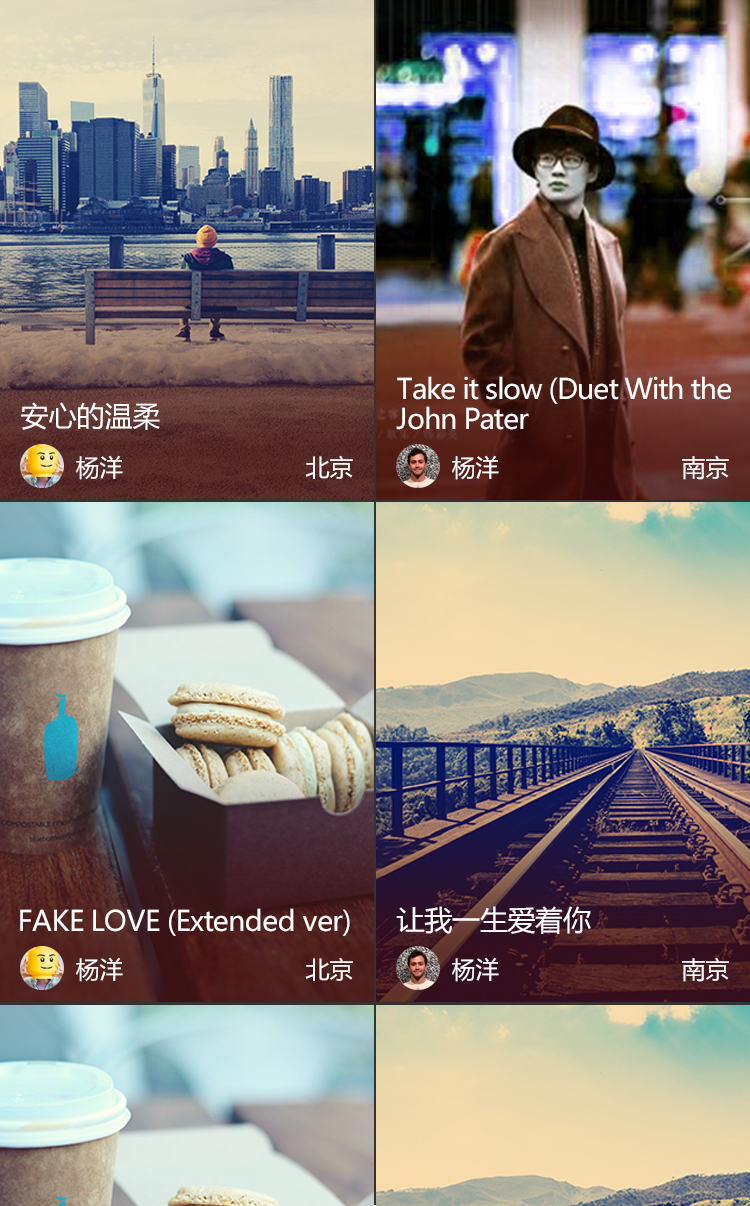 安心的温柔
杨洋
北京
Take it slow (Duet With the
John Pater
杨洋
南京
FAKE LOVE (Extended ver)
杨洋
北京
让我一生爱着你
杨洋
南京